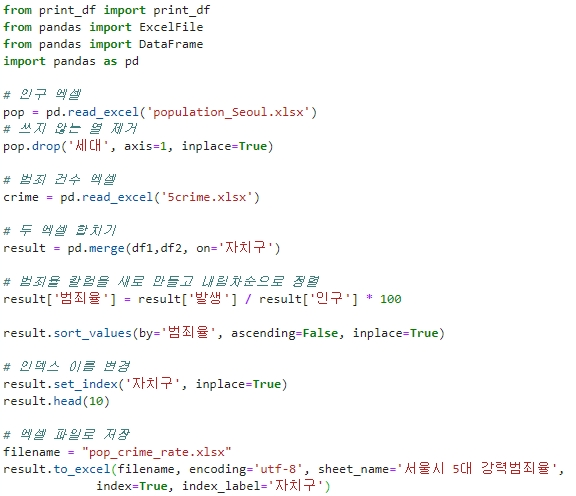 from print_df import print_df
from pandas import ExcelFile
from pandas import DataFrame
import pandas as pd
# 인구 엑셀
pop = pd.read_excel('population_Seoul.xlsx')
# 쓰지 않는 열 제거
pop.drop('세대', axis=1, inplace=True)
# 범죄 건수 엑셀
crime = pd.read_excel('5crime.xlsx')
# 두 엑셀 합치기
result = pd.merge(df1,df2, on='자치구')
# 범죄율 칼럼을 새로 만들고 내림차순으로 정렬
result['범죄율'] = result['발생'] / result['인구'] * 100
result.sort_values(by='범죄율', ascending=False, inplace=True)
# 인덱스 이름 변경
result.set_index('자치구', inplace=True)
result.head(10)
# 엑셀 파일로 저장
filename = "pop_crime_rate.xlsx"
result.to_excel(filename, encoding='utf-8', sheet_name='서울시 5대 강력범죄율',
index=True, index_label='자치구')